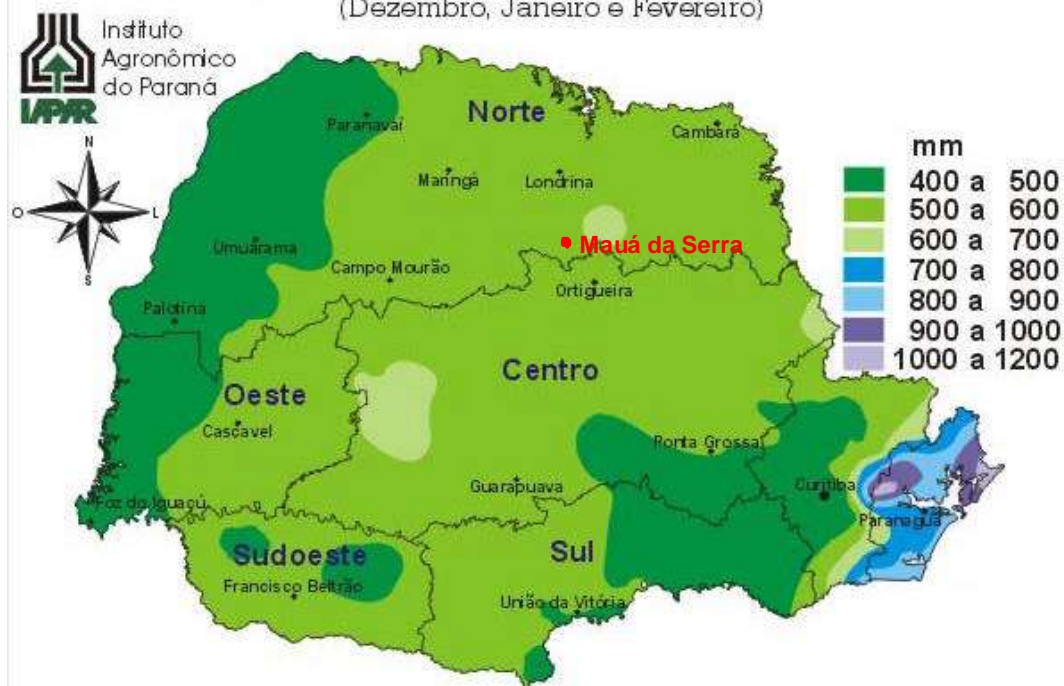 (Dezembro, Janeiro e Fevereiro)
Instituto
Agronômico
do Paraná
IAPAR
N
O
L
S
Norte
Paranavaí
Cambará
Maringá
Londrina
Mauá da Serra
Umuarama
Campo Mourão
Ortigueira
Palotina
Centro
Oeste
Cascavel
Ponta Grossa
Guarapuava
Curitiba
Foz do Iguaçú
Paranaguá
Sudoeste
Sul
Francisco Beltrão
União da Vitória
mm
400 a 500
500 a 600
600 a 700
700 a 800
800 a 900
900 a 1000
1000 a 1200